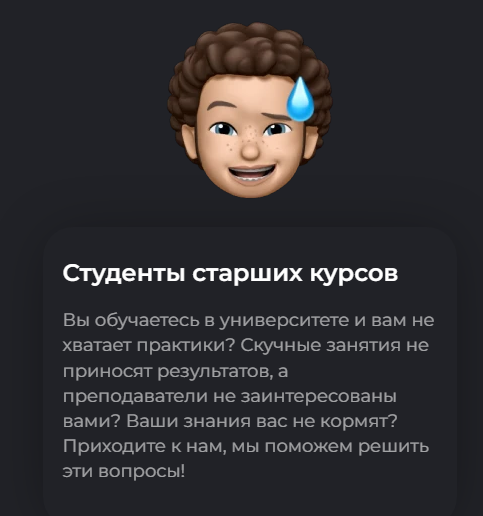 Студенты старших курсов
Вы обучаетесь в университете и вам не
хватает практики? Скучные занятия не
приносят результатов, а
преподаватели не заинтересованы
вами? Ваши знания вас не кормят?
Приходите к нам, мы поможем решить
эти вопросы!